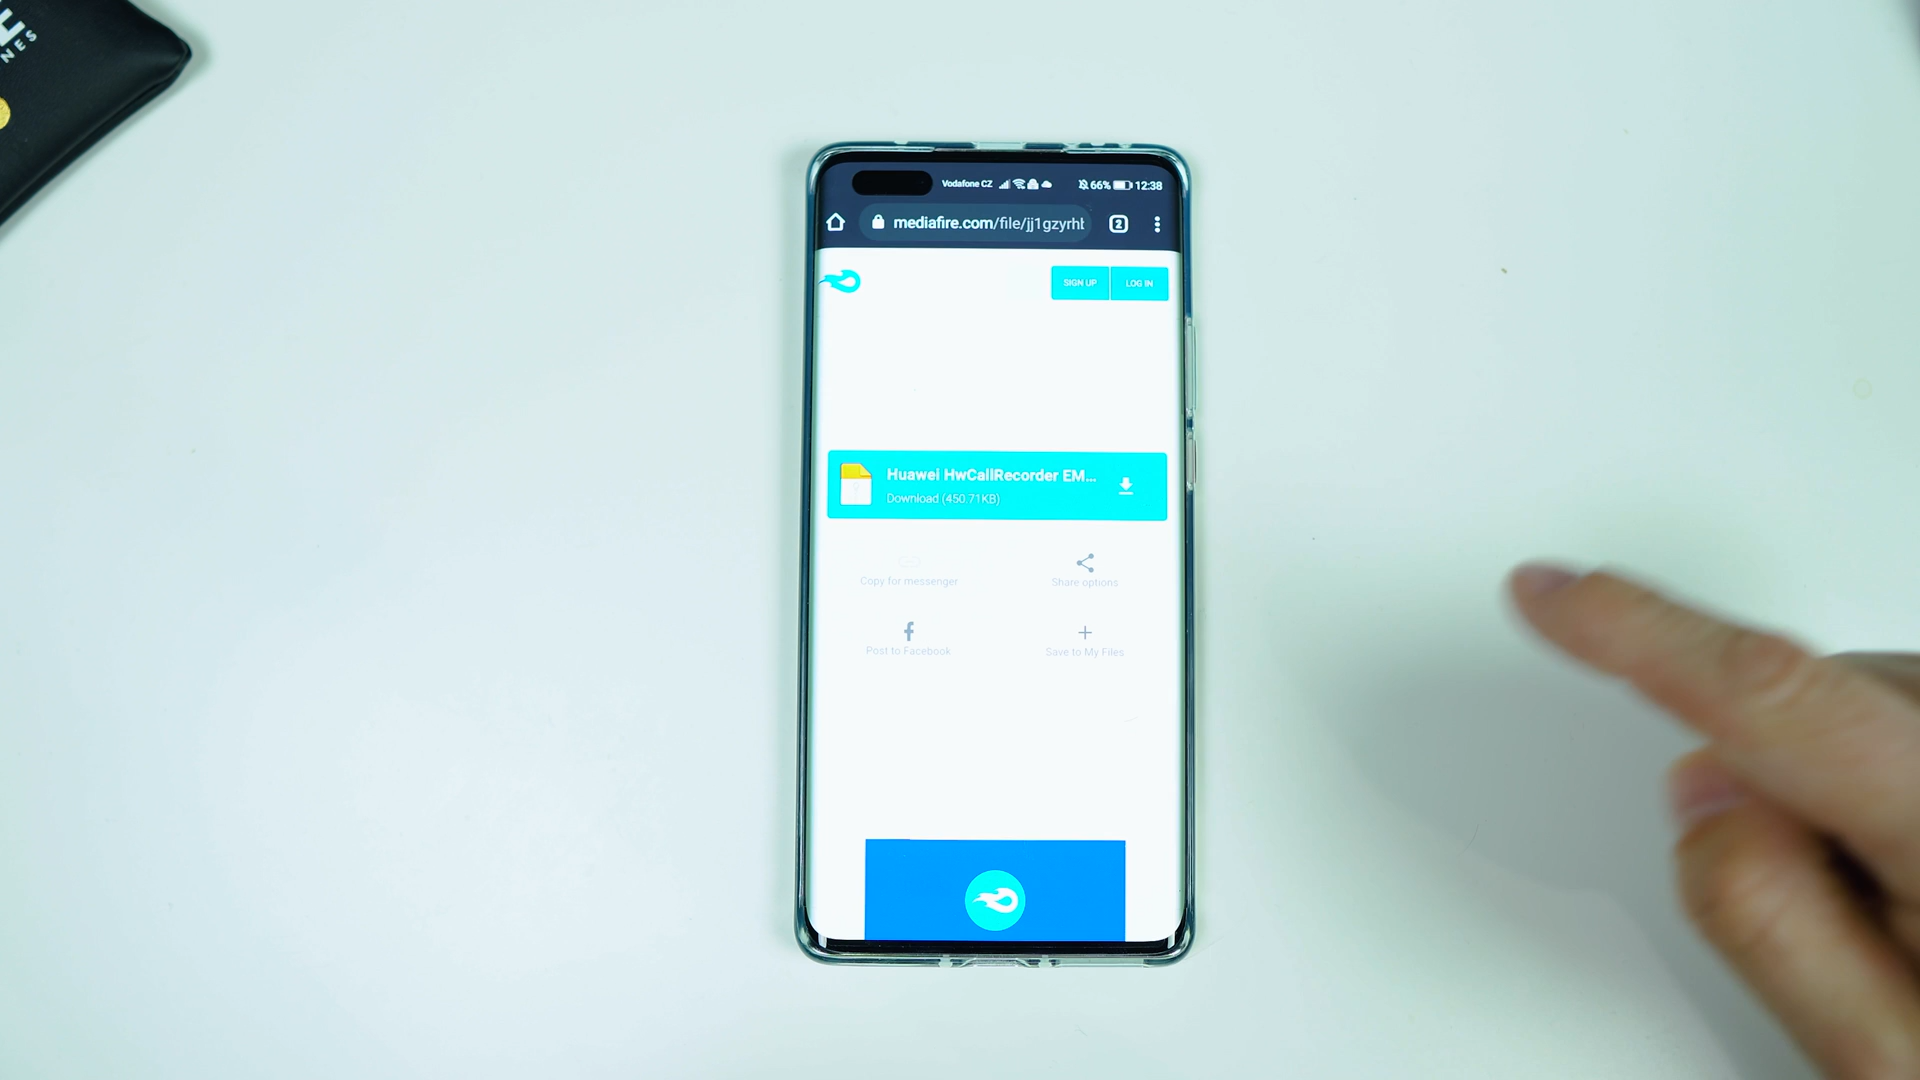 NES
Vodafone CZ 66% 12:38
mediafire.com/file/jj1gzyrht 2
SIGN UP LOG IN
Huawei HwCallRecorder EM...
Download (450.71KB)
Copy for messenger Share options
Post to Facebook Save to My Files